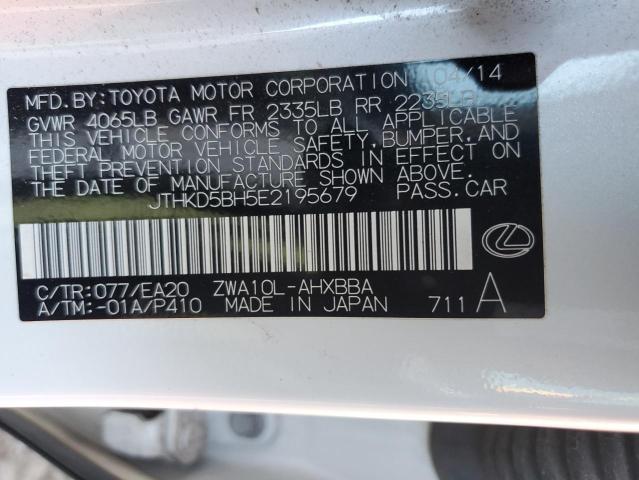 MFD.BY:TOYOTA MOTOR CORPORATION 04/14
GVWR 4065LB GAWR FR 2335LB RR 2235LB
THIS VEHICLE CONFORMS TO ALL APPLICABLE
FEDERAL MOTOR VEHICLE SAFETY,BUMPER,AND
THEFT PREVENTION STANDARDS IN EFFECT ON
THE DATE OF MANUFACTURE SHOWN ABOVE.
JTHKD5BH5E2195679 PASS.CAR
C/TR:077/EA20 ZWA10L-AHXBBA
A/TM:-01A/P410 MADE IN JAPAN 711 A